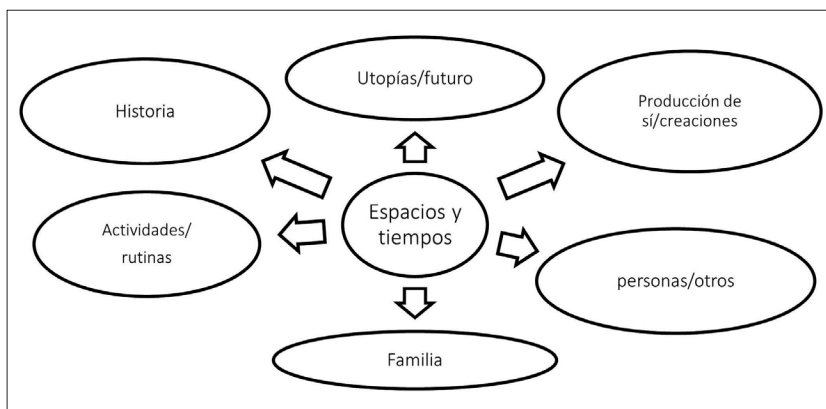 Utopías/futuro
Historia
Producción de
sí/creaciones
Espacios y
tiempos
Actividades/
rutinas
personas/otros
Familia